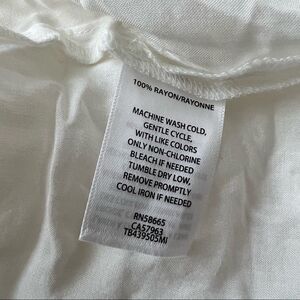 100% RAYON/RAYONNE
MACHINE WASH COLD,
GENTLE CYCLE,
WITH LIKE COLORS
ONLY NON-CHLORINE
BLEACH IF NEEDED
TUMBLE DRY LOW,
REMOVE PROMPTLY
COOL IRON IF NEEDED
RN58665
CA57963
TB439505MI